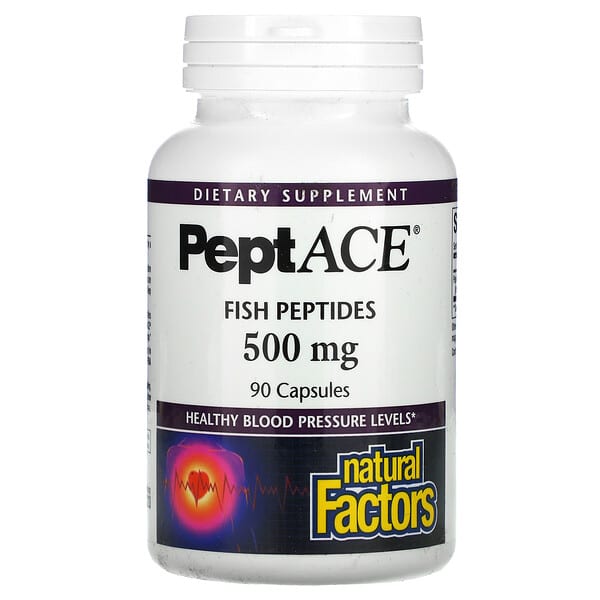 DIETARY SUPPLEMENT
PeptACE®
FISH PEPTIDES
500 mg
90 Capsules
HEALTHY BLOOD PRESSURE LEVELS*
natural
Factors